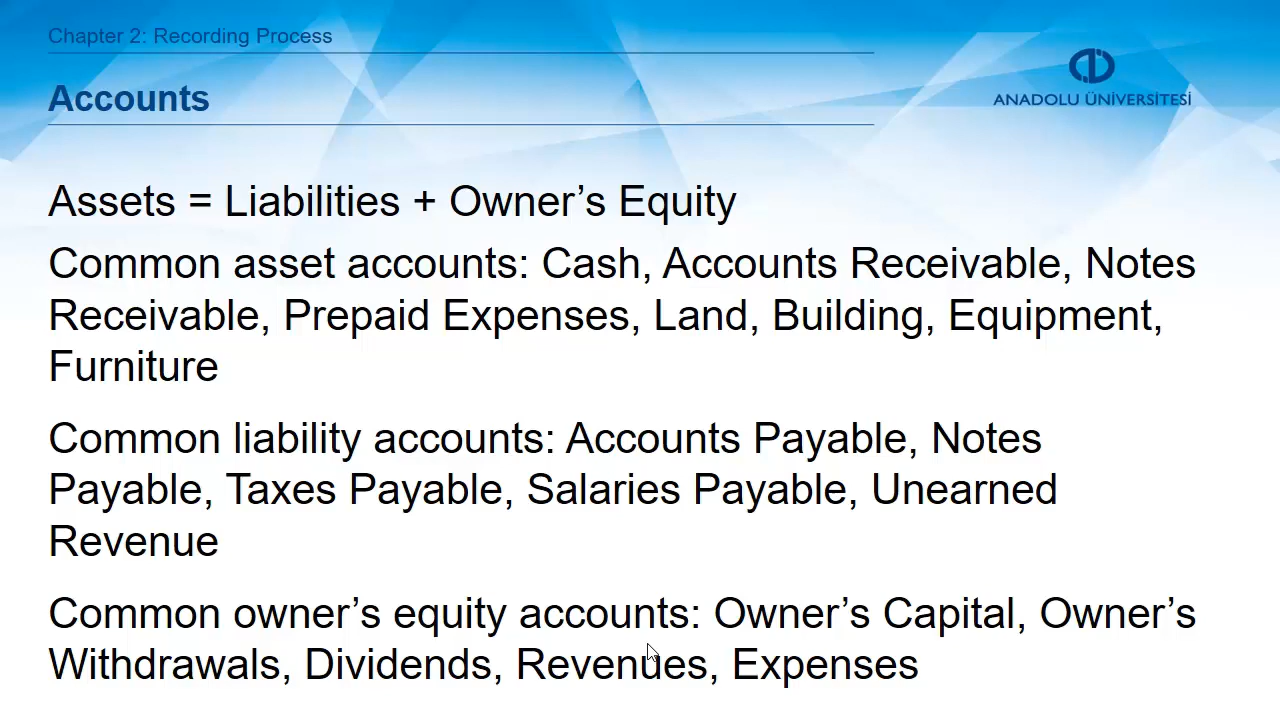 Chapter 2: Recording Process
Accounts
ANADOLU ÜNİVERSİTESİ
Assets = Liabilities + Owner’s Equity
Common asset accounts: Cash, Accounts Receivable, Notes
Receivable, Prepaid Expenses, Land, Building, Equipment,
Furniture
Common liability accounts: Accounts Payable, Notes
Payable, Taxes Payable, Salaries Payable, Unearned
Revenue
Common owner’s equity accounts: Owner’s Capital, Owner’s
Withdrawals, Dividends, Revenues, Expenses